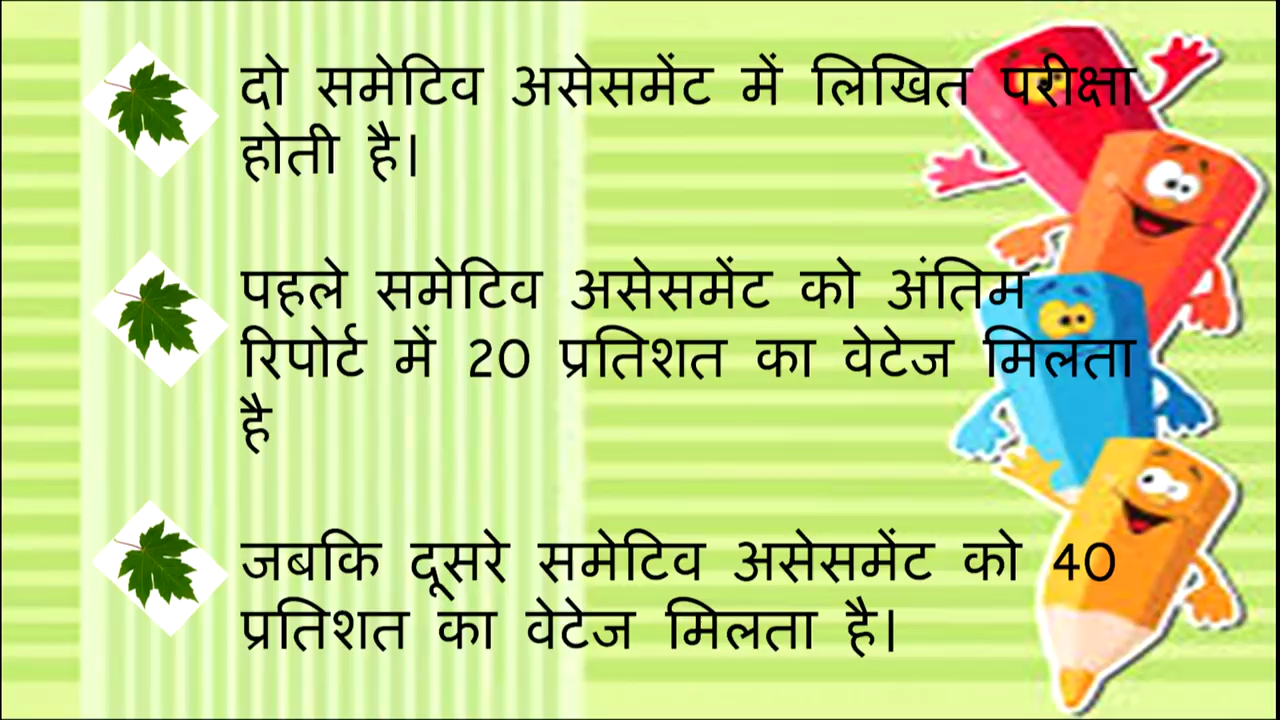 दो समेटिव असेसमेंट में लिखित परीक्षा
होती है।
पहले समेटिव असेसमेंट को अंतिम
रिपोर्ट में 20 प्रतिशत का वेटेज मिलता
है
जबकि दूसरे समेटिव असेसमेंट को 40
प्रतिशत का वेटेज मिलता है।